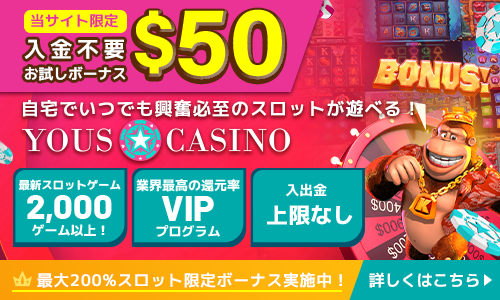 当サイト限定
入金不要
お試しボーナス
$50
BONUS!
自宅でいつでも興奮必至のスロットが遊べる！
YOUS CASINO
最新スロットゲーム
2,000
ゲーム以上！
業界最高の還元率
VIP
プログラム
入出金
上限なし
K
最大200%スロット限定ボーナス実施中！
詳しくはこちら